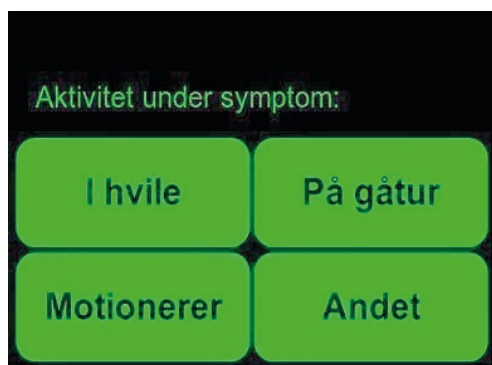 Aktivitet under symptom:
I hvile
På gåtur
Motionerer
Andet